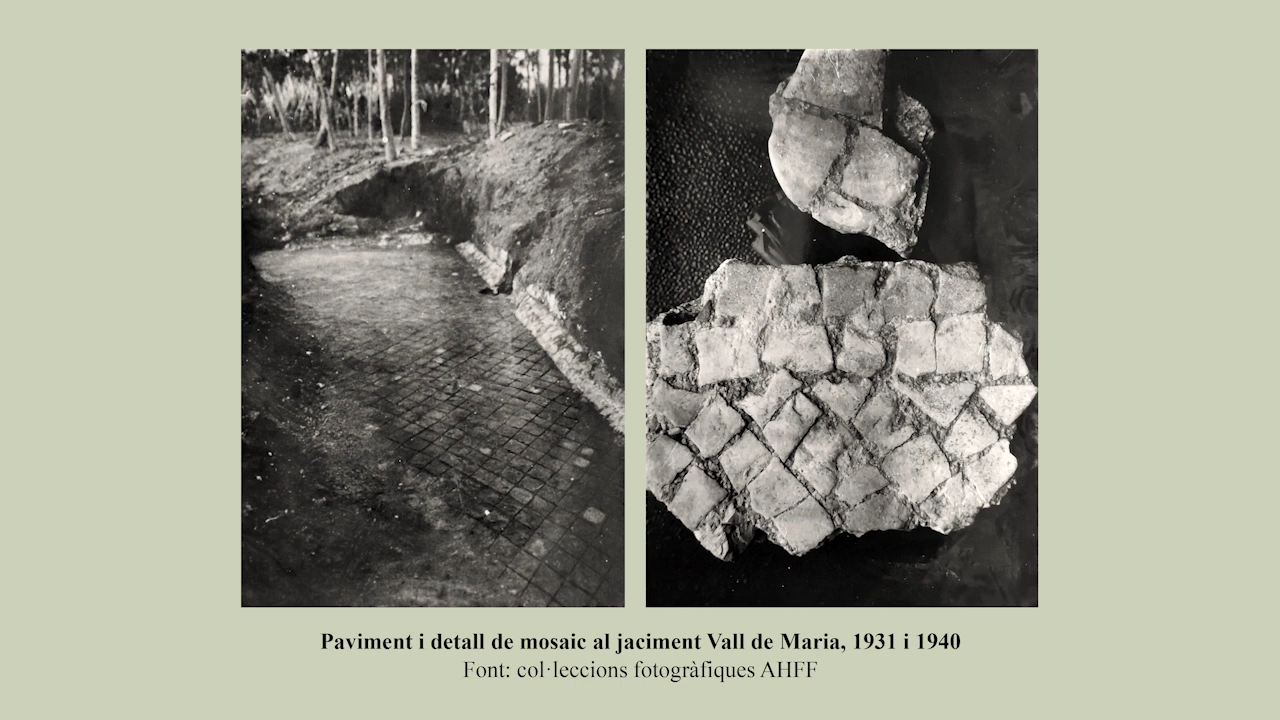 Paviment i detall de mosaic al jaciment Vall de Maria, 1931 i 1940
Font: col·leccions fotogràfiques AHFF